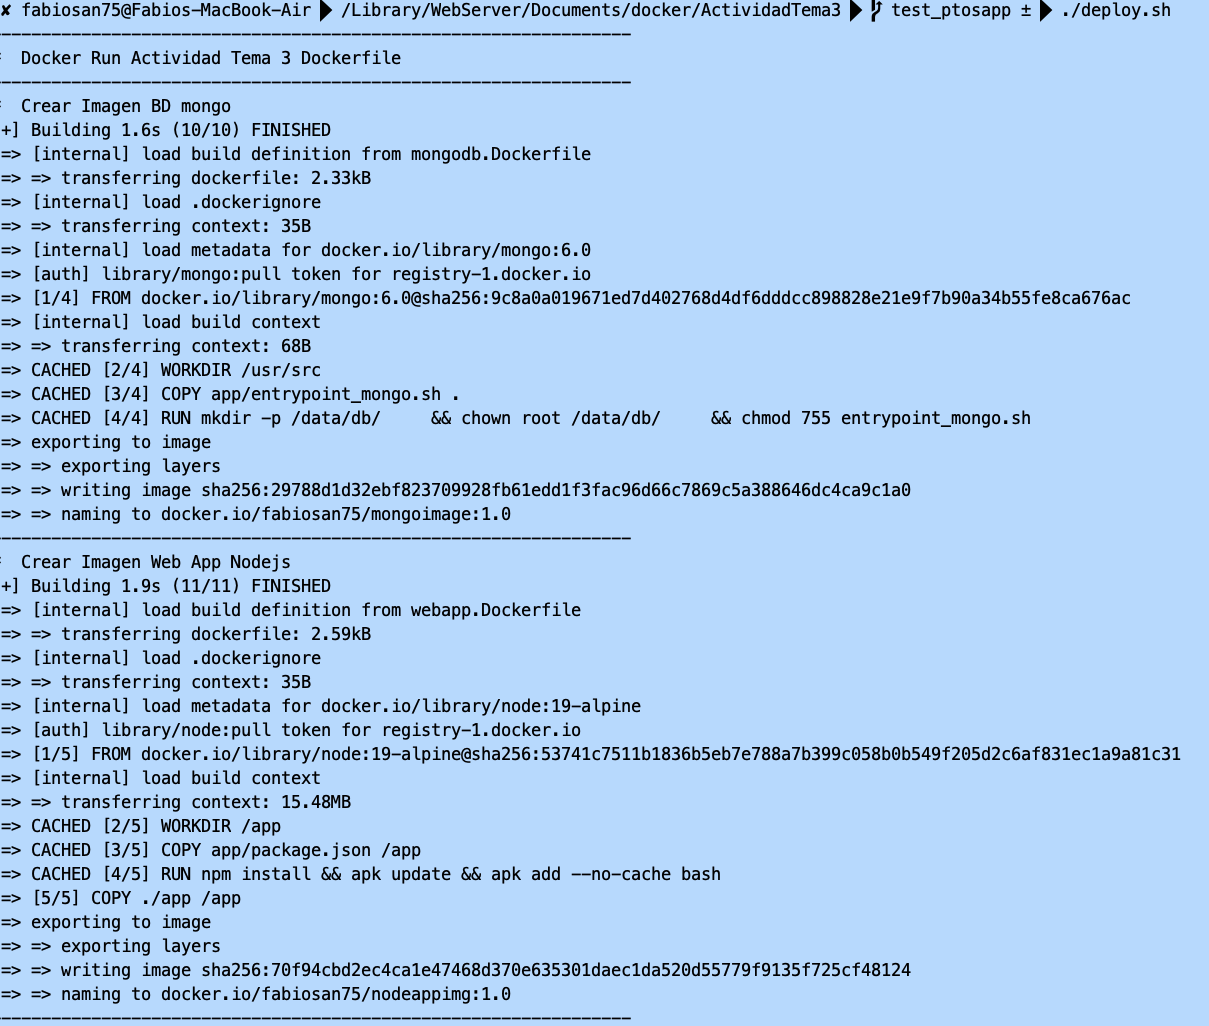 ✘ fabiosan75@Fabios-MacBook-Air /Library/WebServer/Documents/docker/ActividadTema3 test_ptosapp ± ./deploy.sh
---------------------------------------------------------------
Docker Run Actividad Tema 3 Dockerfile
---------------------------------------------------------------
Crear Imagen BD mongo
+] Building 1.6s (10/10) FINISHED
=> [internal] load build definition from mongodb.Dockerfile
=> => transferring dockerfile: 2.33kB
=> [internal] load .dockerignore
=> => transferring context: 35B
=> [internal] load metadata for docker.io/library/mongo:6.0
=> [auth] library/mongo:pull token for registry-1.docker.io
=> [1/4] FROM docker.io/library/mongo:6.0@sha256:9c8a0a019671ed7d402768d4df6dddcc898828e21e9f7b90a34b55fe8ca676ac
=> [internal] load build context
=> => transferring context: 68B
=> CACHED [2/4] WORKDIR /usr/src
=> CACHED [3/4] COPY app/entrypoint_mongo.sh .
=> CACHED [4/4] RUN mkdir -p /data/db/     && chown root /data/db/     && chmod 755 entrypoint_mongo.sh
=> exporting to image
=> => exporting layers
=> => writing image sha256:29788d1d32ebf823709928fb61edd1f3fac96d66c7869c5a388646dc4ca9c1a0
=> => naming to docker.io/fabiosan75/mongoimage:1.0
---------------------------------------------------------------
Crear Imagen Web App Nodejs
+] Building 1.9s (11/11) FINISHED
=> [internal] load build definition from webapp.Dockerfile
=> => transferring dockerfile: 2.59kB
=> [internal] load .dockerignore
=> => transferring context: 35B
=> [internal] load metadata for docker.io/library/node:19-alpine
=> [auth] library/node:pull token for registry-1.docker.io
=> [1/5] FROM docker.io/library/node:19-alpine@sha256:53741c7511b1836b5eb7e788a7b399c058b0b549f205d2c6af831ec1a9a81c31
=> [internal] load build context
=> => transferring context: 15.48MB
=> CACHED [2/5] WORKDIR /app
=> CACHED [3/5] COPY app/package.json /app
=> CACHED [4/5] RUN npm install && apk update && apk add --no-cache bash
=> [5/5] COPY ./app /app
=> exporting to image
=> => exporting layers
=> => writing image sha256:70f94cbd2ec4ca1e47468d370e635301daec1da520d55779f9135f725cf48124
=> => naming to docker.io/fabiosan75/nodeappimg:1.0
---------------------------------------------------------------